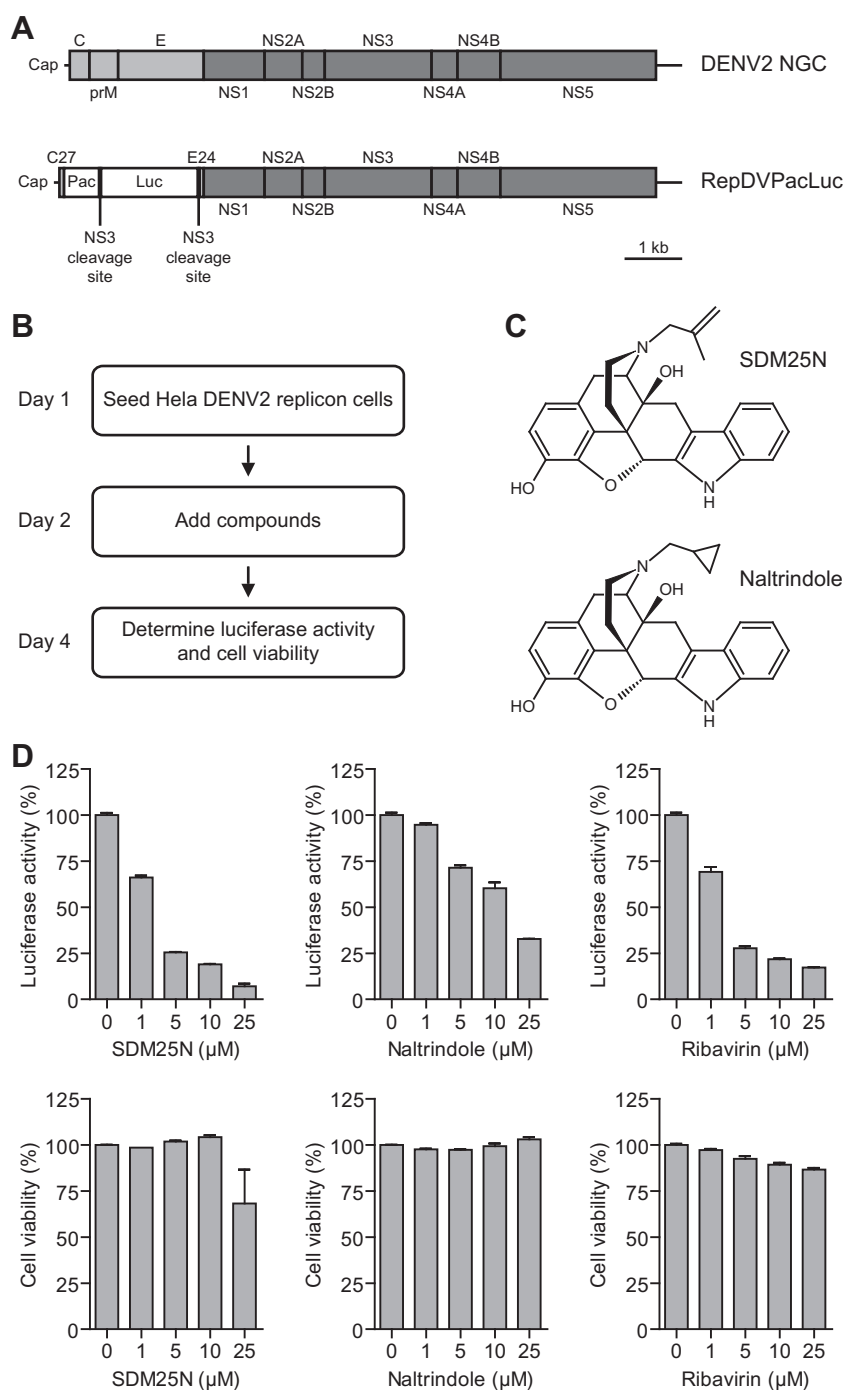 A
C E NS2A NS3 NS4B
Cap DENV2 NGC
prM NS1 NS2B NS4A NS5
C27 E24 NS2A NS3 NS4B
Cap Pac Luc RepDVPacLuc
NS1 NS2B NS4A NS5
NS3 NS3
cleavage cleavage
site site
1 kb
B
Day 1 Seed Hela DENV2 replicon cells
Day 2 Add compounds
Day 4 Determine luciferase activity
and cell viability
C
N
OH
SDM25N
HO
O
N
H
N
OH
Naltrindole
HO
O
N
H
D
Luciferase activity (%)
125
100
75
50
25
0
0 1 5 10 25
SDM25N (µM)
Luciferase activity (%)
125
100
75
50
25
0
0 1 5 10 25
Naltrindole (µM)
Luciferase activity (%)
125
100
75
50
25
0
0 1 5 10 25
Ribavirin (µM)
Cell viability (%)
125
100
75
50
25
0
0 1 5 10 25
SDM25N (µM)
Cell viability (%)
125
100
75
50
25
0
0 1 5 10 25
Naltrindole (µM)
Cell viability (%)
125
100
75
50
25
0
0 1 5 10 25
Ribavirin (µM)